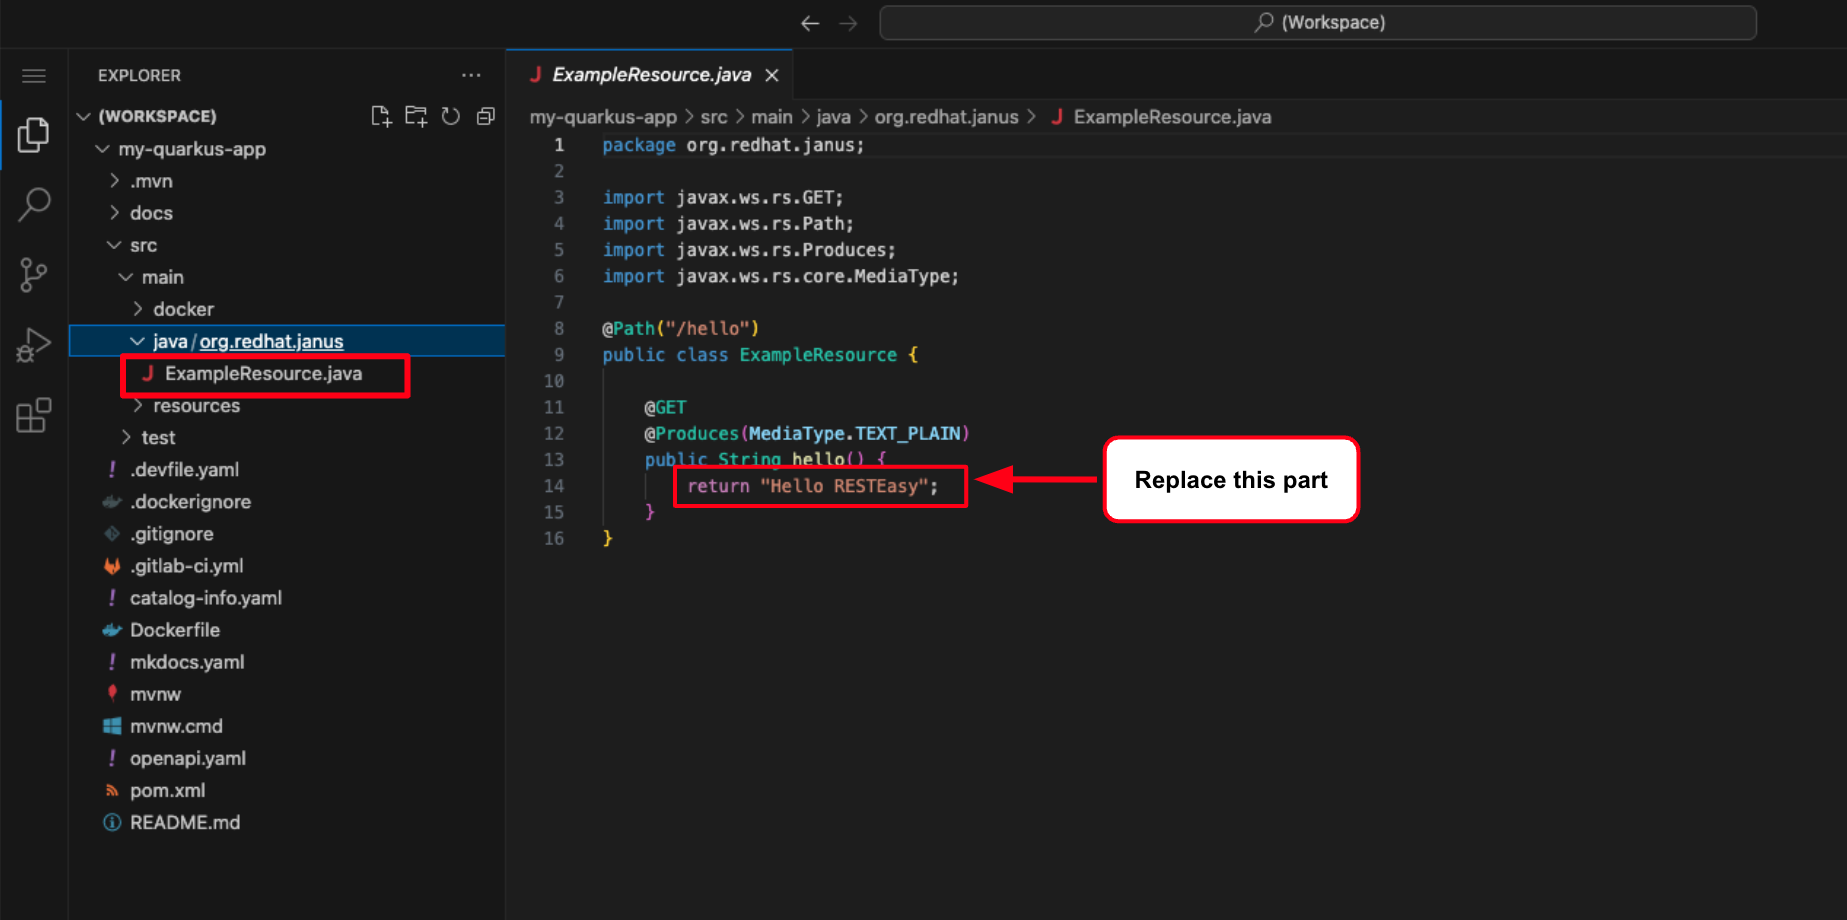 (Workspace)
EXPLORER
(WORKSPACE)
my-quarkus-app
.mvn
docs
src
main
docker
java/org.redhat.janus
J ExampleResource.java
resources
test
! .devfile.yaml
.dockerignore
.gitignore
.gitlab-ci.yml
! catalog-info.yaml
Dockerfile
! mkdocs.yaml
mvnw
mvnw.cmd
! openapi.yaml
pom.xml
README.md
J ExampleResource.java
my-quarkus-app > src > main > java > org.redhat.janus > J ExampleResource.java
1 package org.redhat.janus;
2
3 import javax.ws.rs.GET;
4 import javax.ws.rs.Path;
5 import javax.ws.rs.Produces;
6 import javax.ws.rs.core.MediaType;
7
8 @Path("/hello")
9 public class ExampleResource {
10
11 @GET
12 @Produces(MediaType.TEXT_PLAIN)
13 public String hello() {
14 return "Hello RESTEasy";
15 }
16 }
Replace this part